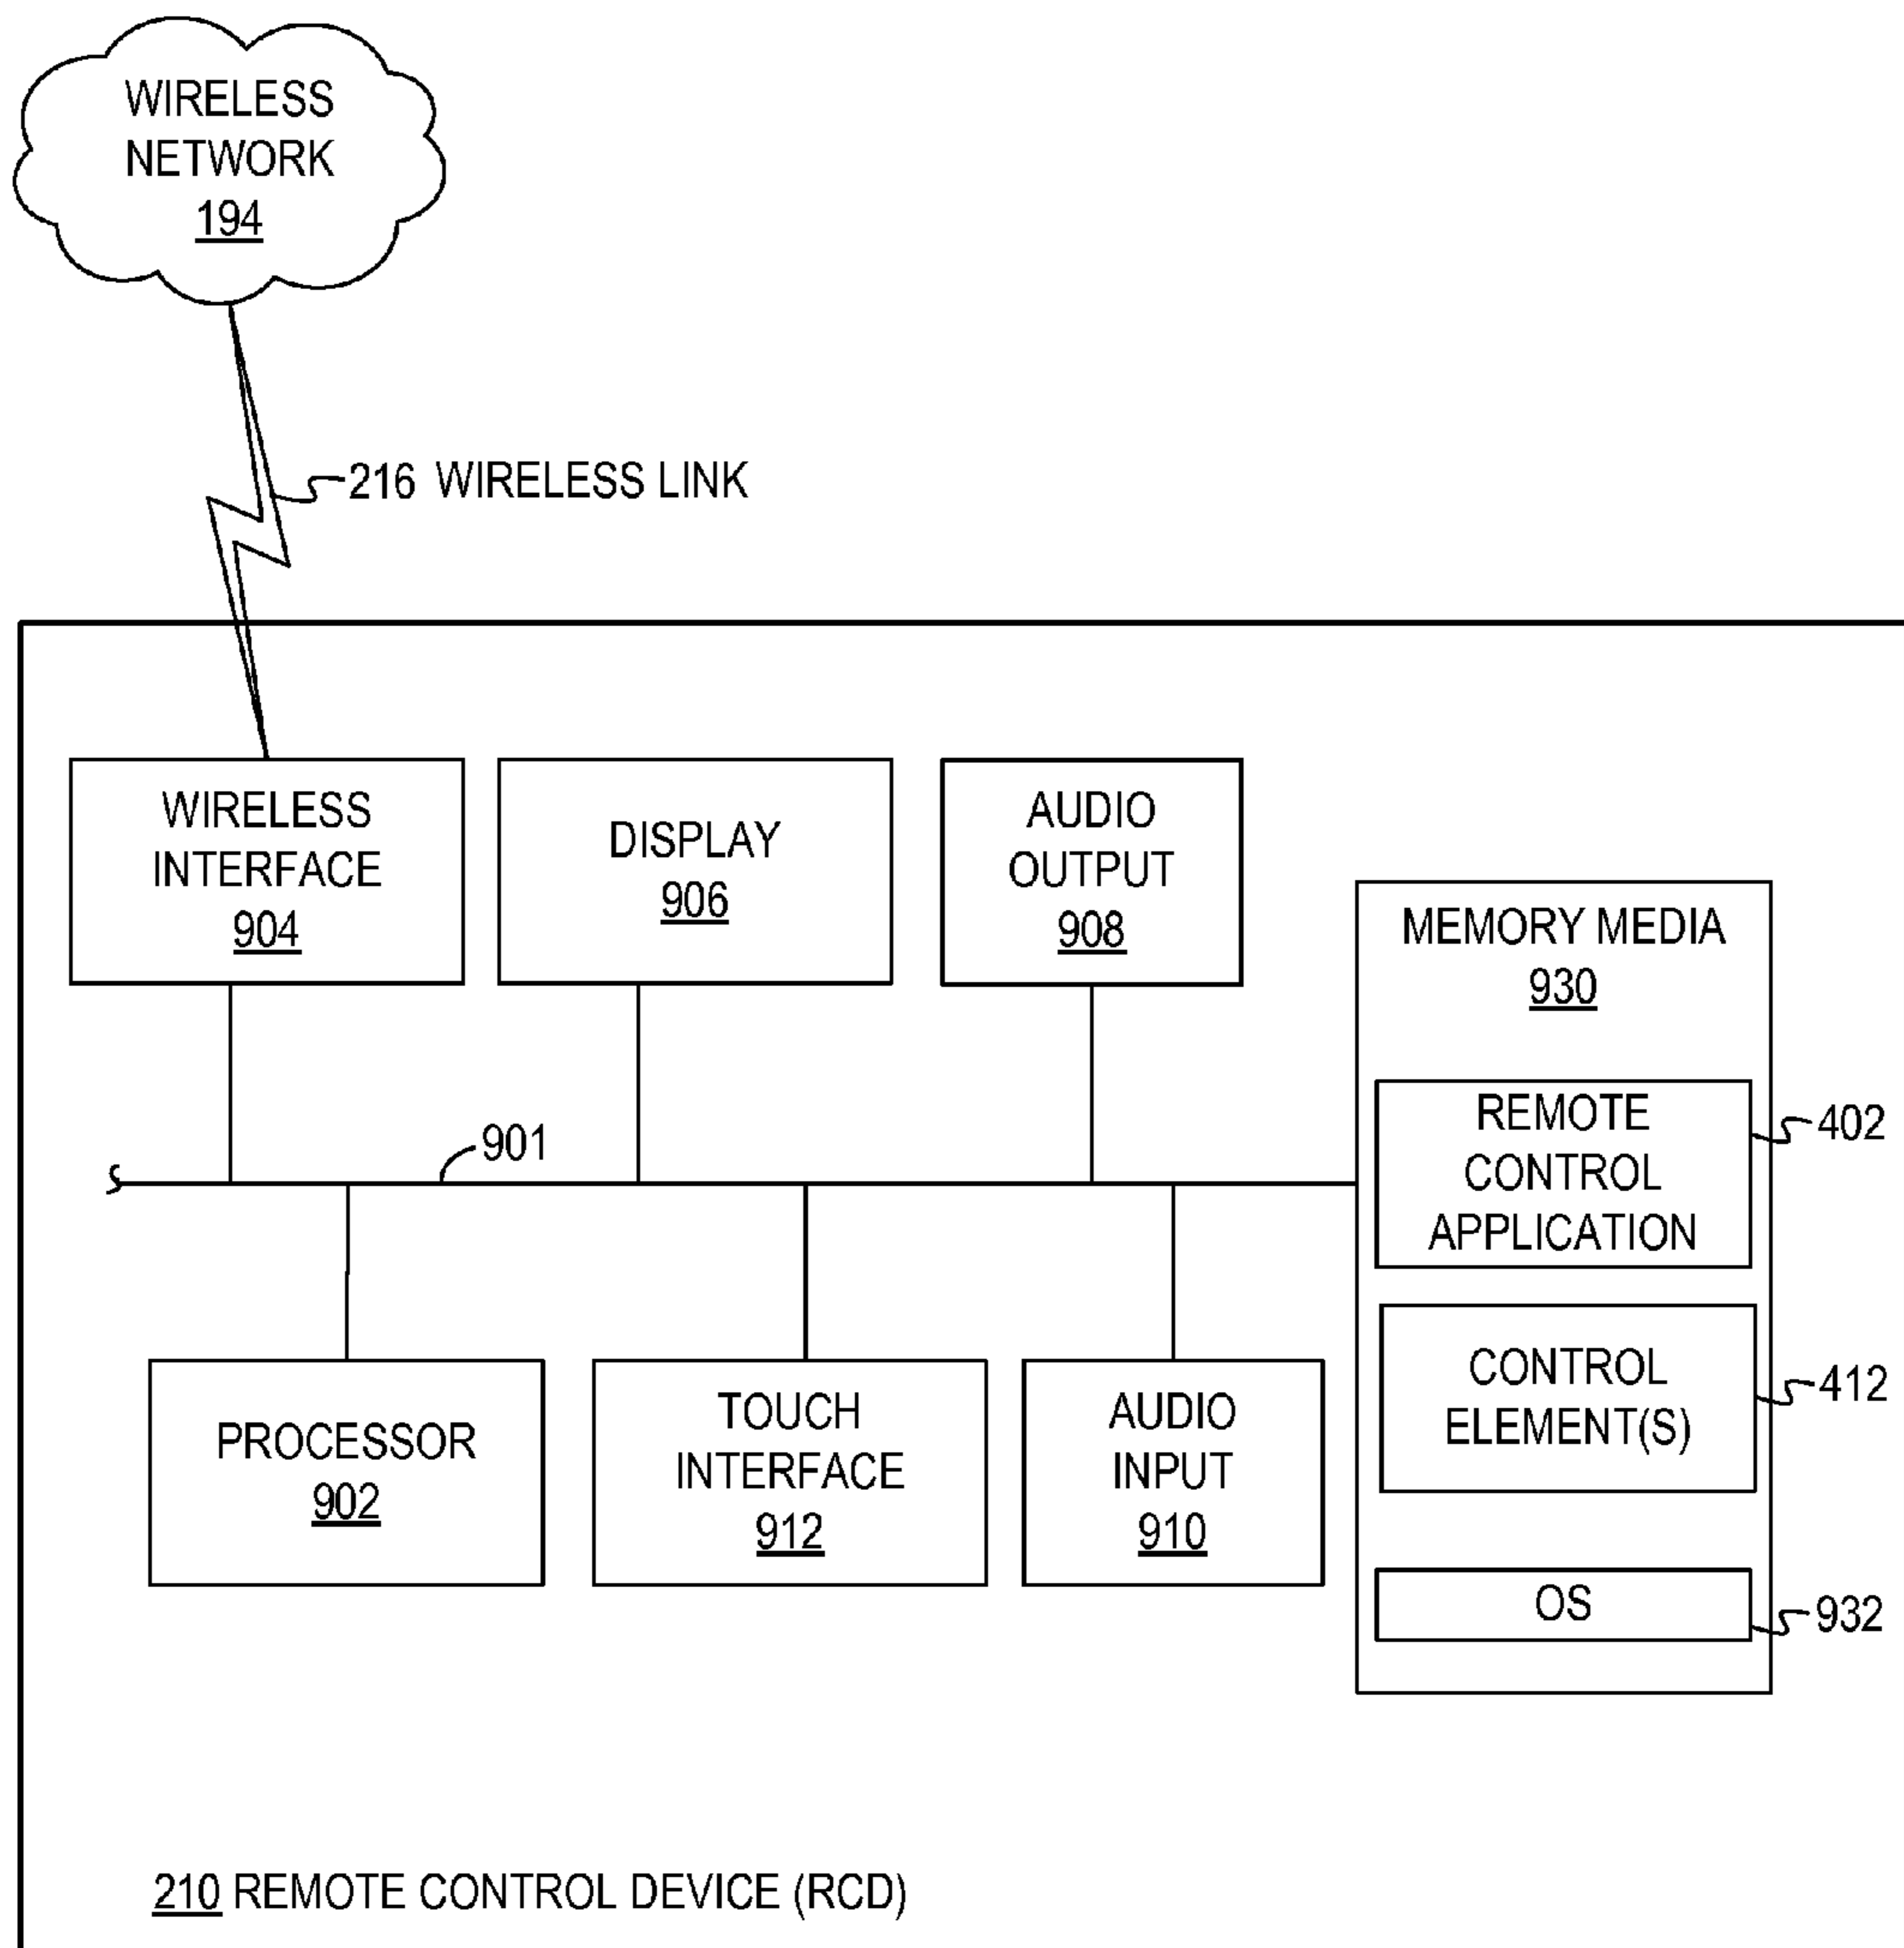 WIRELESS
NETWORK
194
216 WIRELESS LINK
WIRELESS
INTERFACE
904
DISPLAY
906
AUDIO
OUTPUT
908
MEMORY MEDIA
930
REMOTE
CONTROL
APPLICATION
402
901
CONTROL
ELEMENT(S)
412
PROCESSOR
902
TOUCH
INTERFACE
912
AUDIO
INPUT
910
OS
932
210 REMOTE CONTROL DEVICE (RCD)